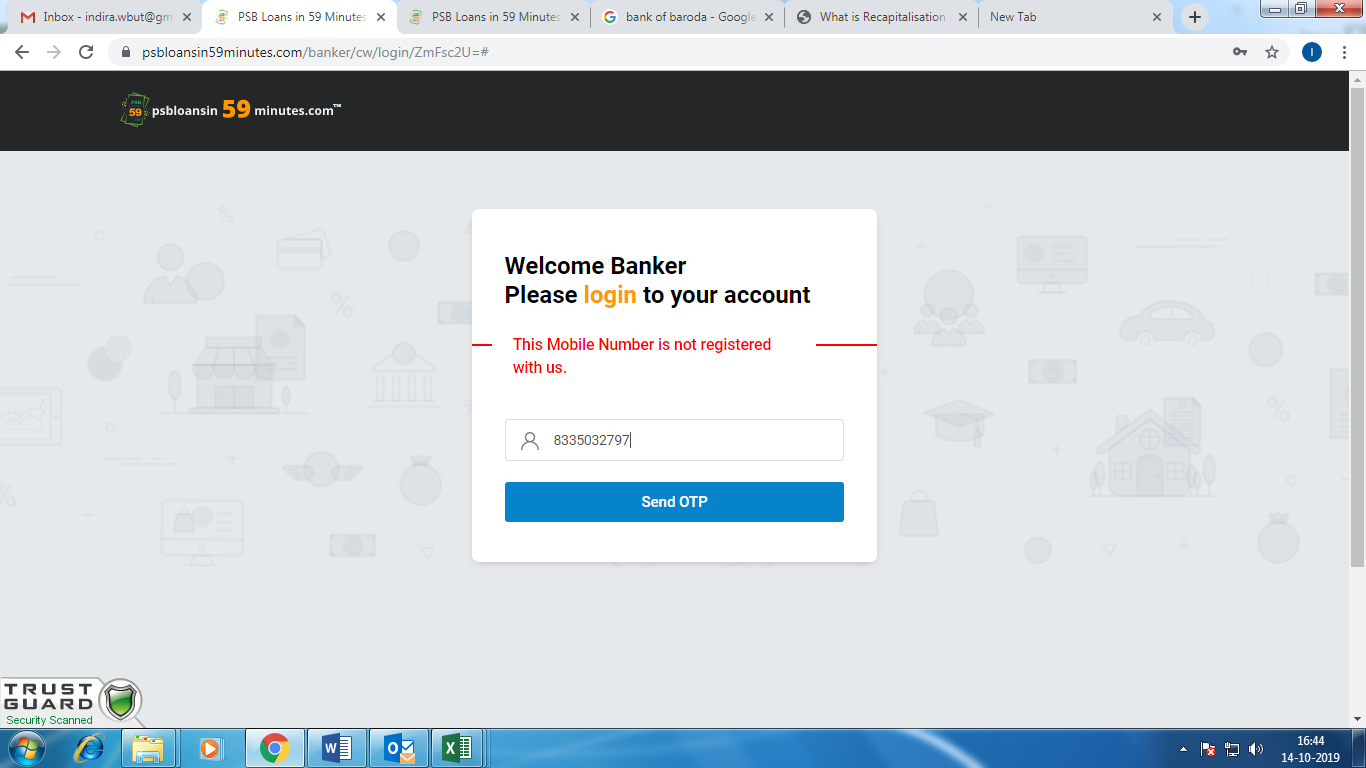 Inbox - indira.wbut@gm
PSB Loans in 59 Minutes
PSB Loans in 59 Minutes
bank of baroda - Google
What is Recapitalisation
New Tab
psbloansin59minutes.com/banker/cw/login/ZmFsc2U=#
I
PSB
59
psbloansin 59 minutes.com™
Welcome Banker
Please login to your account
This Mobile Number is not registered
with us.
8335032797
Send OTP
TRUST
GUARD
Security Scanned
16:44
14-10-2019